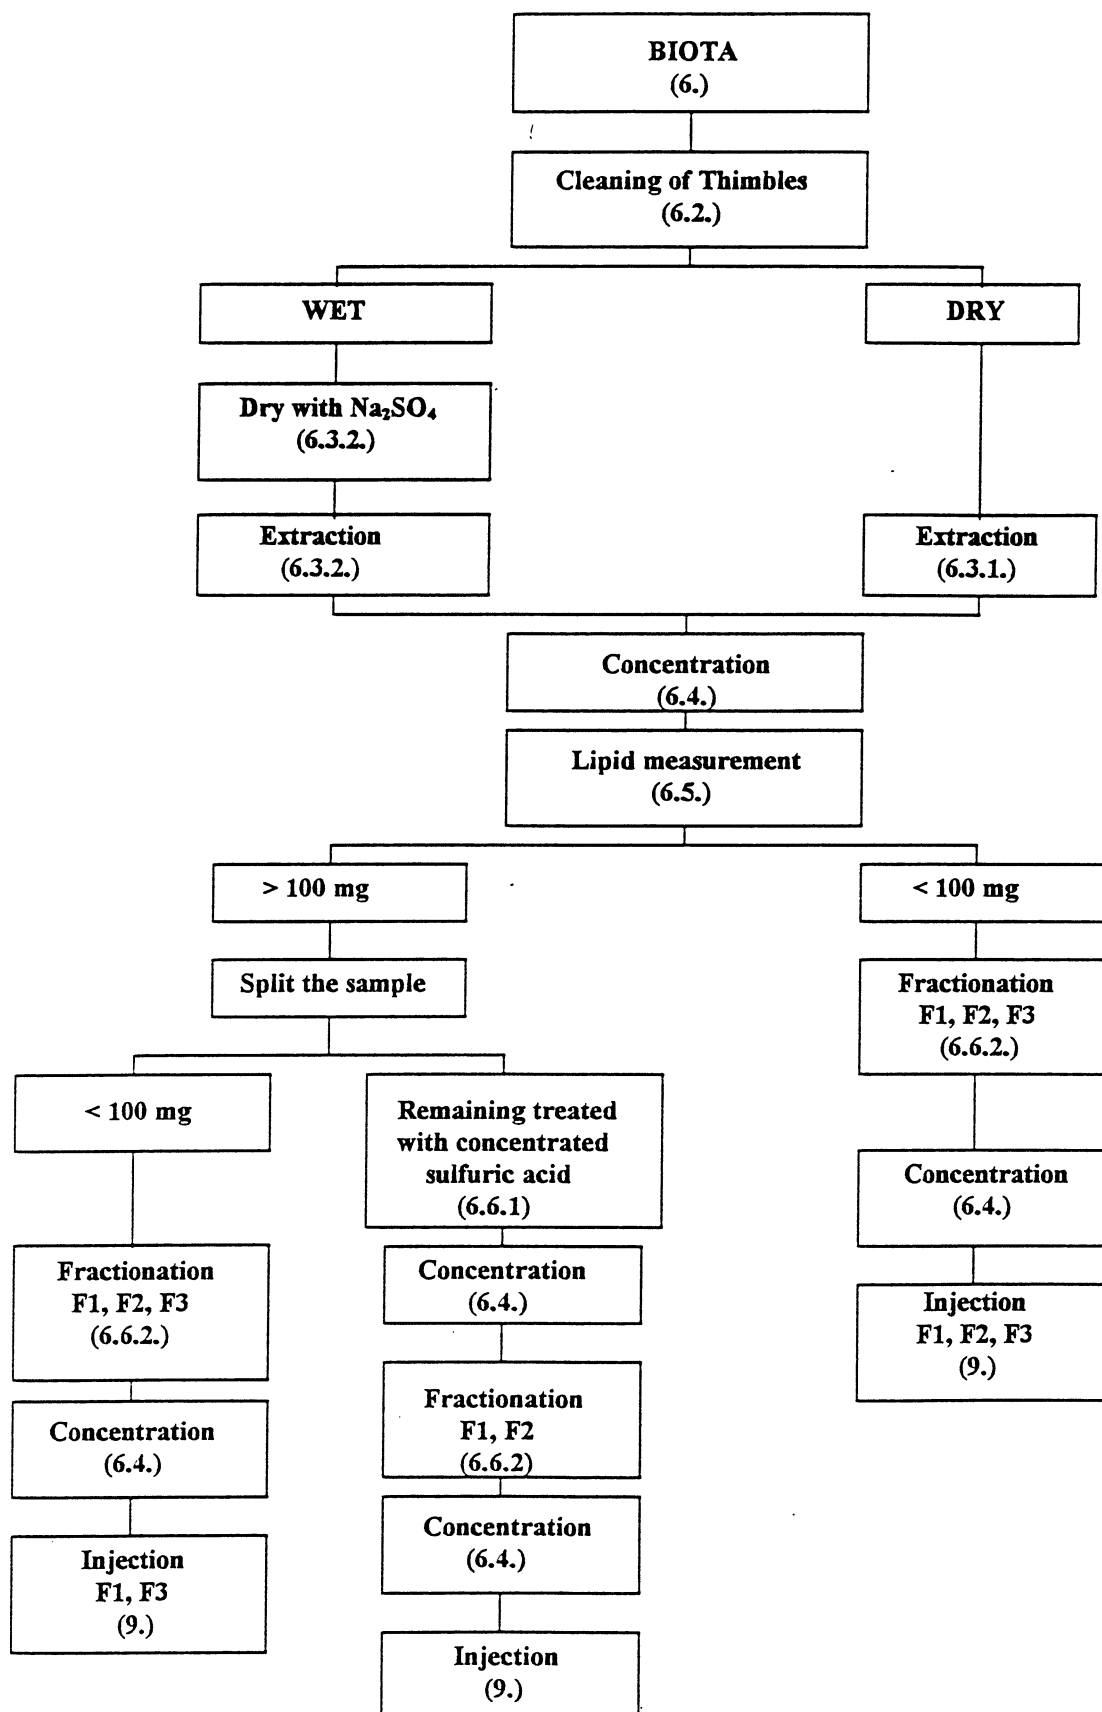 BIOTA
(6.)
Cleaning of Thimbles
(6.2.)
WET
DRY
Dry with Na₂SO₄
(6.3.2.)
Extraction
(6.3.2.)
Extraction
(6.3.1.)
Concentration
(6.4.)
Lipid measurement
(6.5.)
> 100 mg
< 100 mg
Split the sample
Fractionation
F1, F2, F3
(6.6.2.)
< 100 mg
Remaining treated
with concentrated
sulfuric acid
(6.6.1)
Concentration
(6.4.)
Fractionation
F1, F2, F3
(6.6.2.)
Concentration
(6.4.)
Injection
F1, F2, F3
(9.)
Concentration
(6.4.)
Fractionation
F1, F2
(6.6.2)
Injection
F1, F3
(9.)
Concentration
(6.4.)
Injection
(9.)